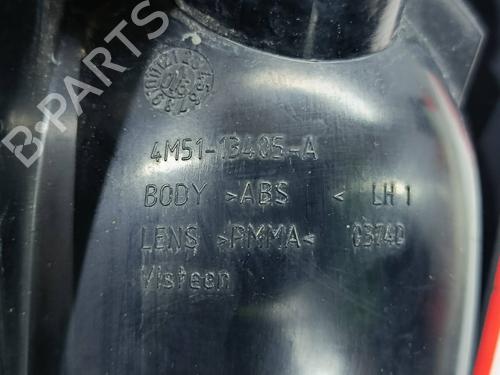 4M51-13405-A
BODY >ABS < LH 1
LENS >PMMA< 03740
Visteon
B-PARTS